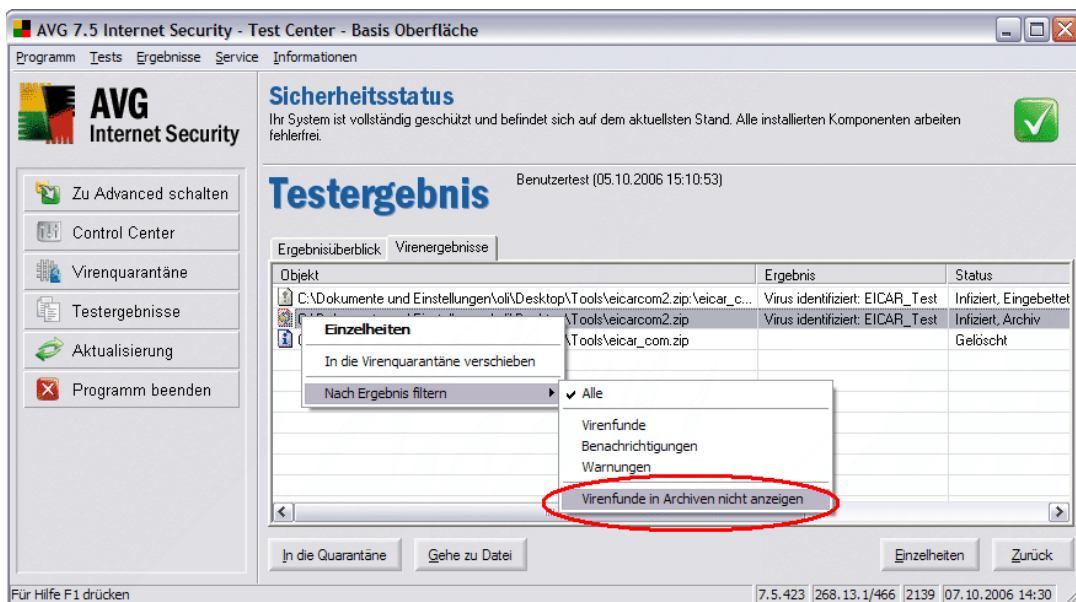 AVG 7.5 Internet Security - Test Center - Basis Oberfläche
Programm Tests Ergebnisse Service Informationen
AVG
Internet Security
Sicherheitsstatus
Ihr System ist vollständig geschützt und befindet sich auf dem aktuellsten Stand. Alle installierten Komponenten arbeiten
fehlerfrei.
Zu Advanced schalten
Control Center
Virenquarantäne
Testergebnisse
Aktualisierung
Programm beenden
Testergebnis
Benutzertest (05.10.2006 15:10:53)
Ergebnisüberblick Virenergebnisse
Objekt Ergebnis Status
C:\Dokumente und Einstellungen\oli\Desktop\Tools\eicarcom2.zip:\eicar_c... Virus identifiziert: EICAR_Test Infiziert, Eingebettet
\Tools\eicarcom2.zip Virus identifiziert: EICAR_Test Infiziert, Archiv
\Tools\eicar_com.zip Gelöscht
Einzelheiten
In die Virenquarantäne verschieben
Nach Ergebnis filtern
Alle
Virenfunde
Benachrichtigungen
Warnungen
Virenfunde in Archiven nicht anzeigen
In die Quarantäne Gehe zu Datei Einzelheiten Zurück
Für Hilfe F1 drücken 7.5.423 268.13.1/466 2139 07.10.2006 14:30